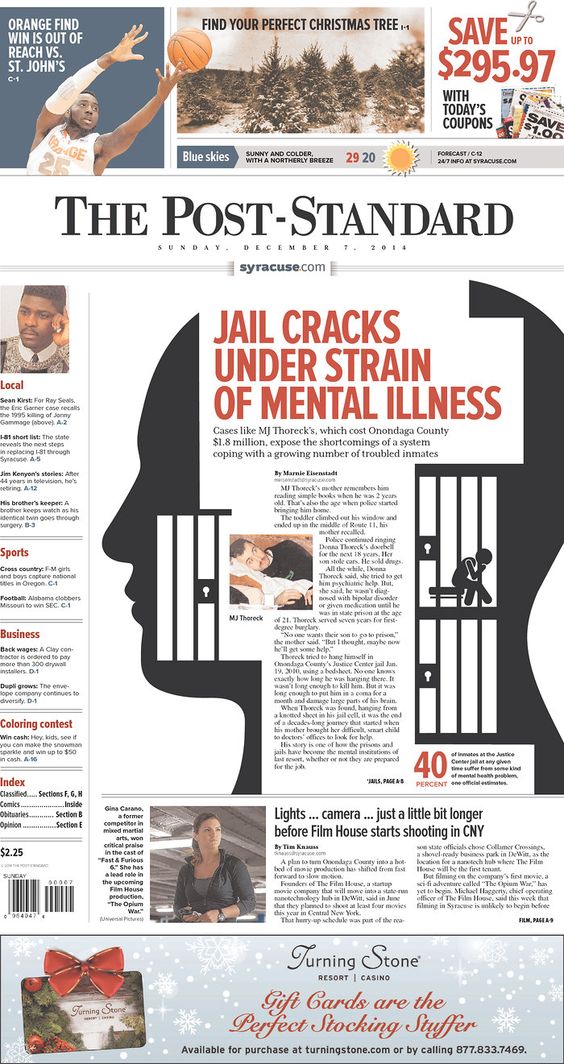 ORANGE FIND
WIN IS OUT OF
REACH VS.
ST. JOHN'S
C-1
FIND YOUR PERFECT CHRISTMAS TREE I-1
SAVE UP TO
$295.97
WITH
TODAY'S
COUPONS
SAVE
$1.00
ORANGE
25
Blue skies
SUNNY AND COLDER,
WITH A NORTHERLY BREEZE
29 20
FORECAST / C-12
24/7 INFO AT SYRACUSE.COM
THE POST-STANDARD
SUNDAY, DECEMBER 7, 2014
syracuse.com
Local
Sean Kirst: For Ray Seals,
the Eric Garner case recalls
the 1995 killing of Jonny
Gammage (above). A-2
I-81 short list: The state
reveals the next steps
in replacing I-81 through
Syracuse. A-5
Jim Kenyon's stories: After
44 years in television, he's
retiring. A-12
His brother's keeper: A
brother keeps watch as his
identical twin goes through
surgery. B-3
Sports
Cross country: F-M girls
and boys capture national
titles in Oregon. C-1
Football: Alabama clobbers
Missouri to win SEC. C-1
Business
Back wages: A Clay con-
tractor is ordered to pay
more than 300 drywall
installers. D-1
Dupli grows: The enve-
lope company continues to
diversify. D-1
Coloring contest
Win cash: Hey, kids, see if
you can make the snowman
sparkle and win up to $50
in cash. A-16
Index
Classified..... Sections F, G, H
Comics.....................Inside
Obituaries............. Section B
Opinion ................Section E
$2.25
© 2014 THE POST-STANDARD
SUNDAY
JAIL CRACKS
UNDER STRAIN
OF MENTAL ILLNESS
Cases like MJ Thoreck's, which cost Onondaga County
$1.8 million, expose the shortcomings of a system
coping with a growing number of troubled inmates
By Marnie Eisenstadt
meisenstadt@syracuse.com
MJ Thoreck's mother remembers him
reading simple books when he was 2 years
old. That's also the age when police started
bringing him home.
The toddler climbed out his window and
ended up in the middle of Route 11, his
mother recalled.
Police continued ringing
Donna Thoreck's doorbell
for the next 18 years. Her
son stole cars. He sold drugs.
All the while, Donna
Thoreck said, she tried to get
him psychiatric help. But,
she said, he wasn't diag-
nosed with bipolar disorder
or given medication until he
was in state prison at the age
of 21. Thoreck served seven years for first-
degree burglary.
"No one wants their son to go to prison,"
the mother said. "But I thought, maybe now
he'll get some help."
Thoreck tried to hang himself in
Onondaga County's Justice Center jail Jan.
19, 2010, using a bedsheet. No one knows
exactly how long he was hanging there. It
wasn't long enough to kill him. But it was
long enough to put him in a coma for a
month and damage large parts of his brain.
When Thoreck was found, hanging from
a knotted sheet in his jail cell, it was the end
of a decades-long journey that started when
his mother brought her difficult, smart child
to doctors' offices to look for help.
His story is one of how the prisons and
jails have become the mental institutions of
last resort, whether or not they are prepared
for the job.
JAILS, PAGE A-8
MJ Thoreck
40
PERCENT
of inmates at the Justice
Center jail at any given
time suffer from some kind
of mental health problem,
one official estimates.
Gina Carano,
a former
competitor in
mixed martial
arts, won
critical praise
in the cast of
"Fast & Furious
6." She has
a lead role in
the upcoming
Film House
production,
"The Opium
War."
(Universal Pictures)
Lights ... camera ... just a little bit longer
before Film House starts shooting in CNY
By Tim Knauss
tknauss@syracuse.com
A plan to turn Onondaga County into a hot-
bed of movie production has shifted from fast
forward to slow motion.
Founders of The Film House, a startup
movie company that will move into a state-run
nanotechnology hub in DeWitt, said in June
that they planned to shoot at least four movies
this year in Central New York.
That hurry-up schedule was part of the rea-
son state officials chose Collamer Crossings,
a shovel-ready business park in DeWitt, as the
location for a nanotech hub where The Film
House will be the first tenant.
But filming on the company's first movie, a
sci-fi adventure called "The Opium War," has
yet to begin. Michael Haggerty, chief operating
officer of The Film House, said this week that
filming in Syracuse is unlikely to begin before
FILM, PAGE A-9
Turning Stone
RESORT | CASINO
Turning Stone
RESORT | CASINO
Gift Cards are the
Perfect Stocking Stuffer
Available for purchase at turningstone.com or by calling 877.833.7469.